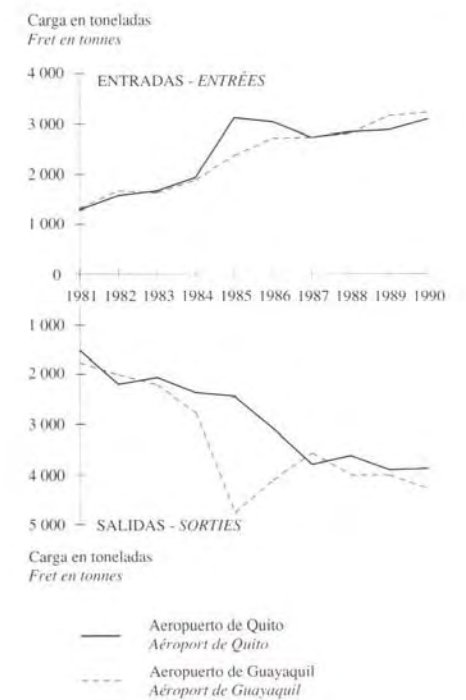 Carga en toneladas
Fret en tonnes
4 000
ENTRADAS - ENTRÉES
3 000
2 000
1 000
0
1981 1982 1983 1984 1985 1986 1987 1988 1989 1990
1 000
2 000
3 000
4 000
5 000
SALIDAS - SORTIES
Carga en toneladas
Fret en tonnes
Aeropuerto de Quito
Aéroport de Quito
Aeropuerto de Guayaquil
Aéroport de Guayaquil